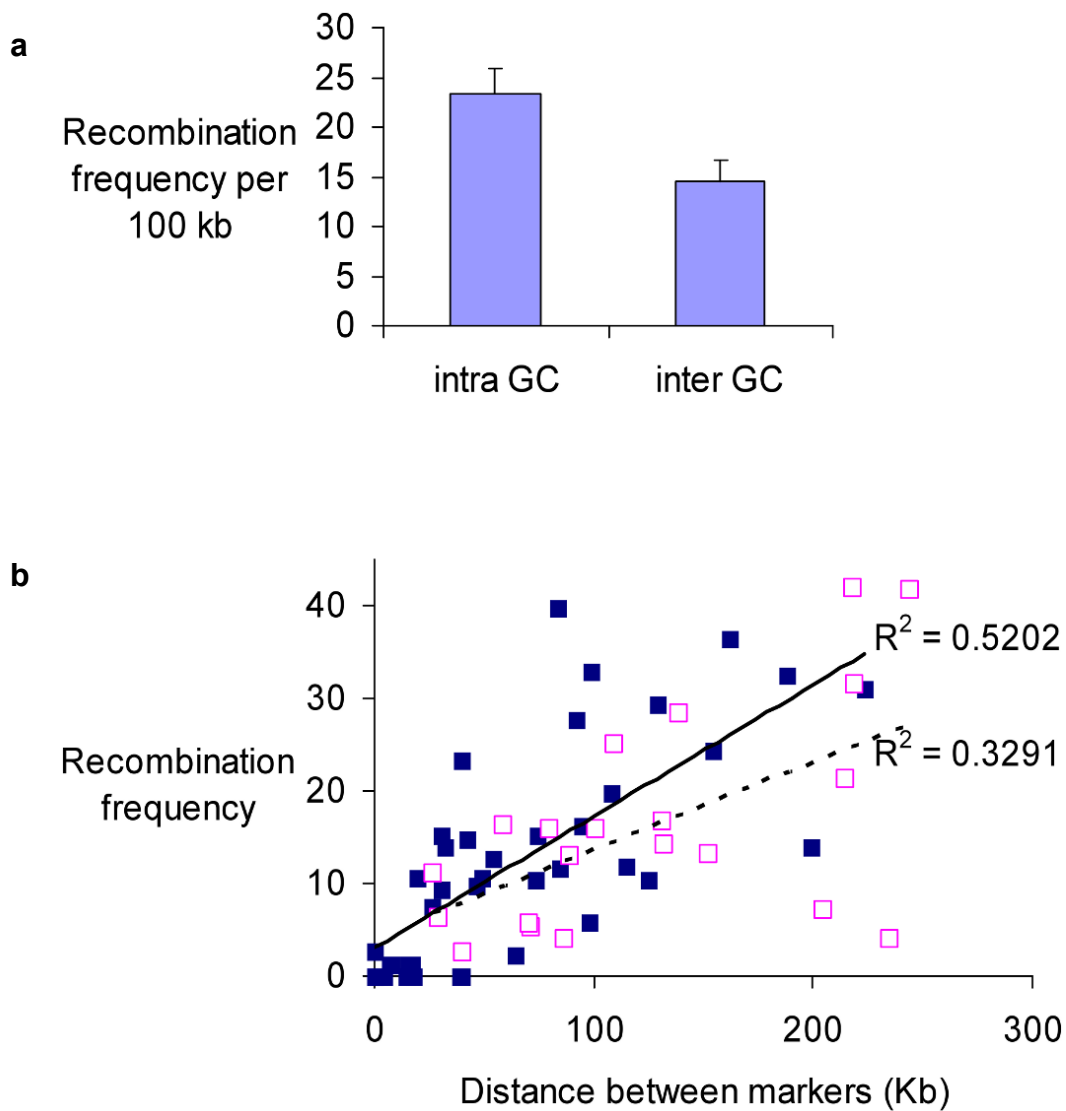 a
Recombination
frequency per
100 kb
30
25
20
15
10
5
0
intra GC
inter GC
b
Recombination
frequency
40
30
20
10
0
R² = 0.5202
R² = 0.3291
0
100
200
300
Distance between markers (Kb)